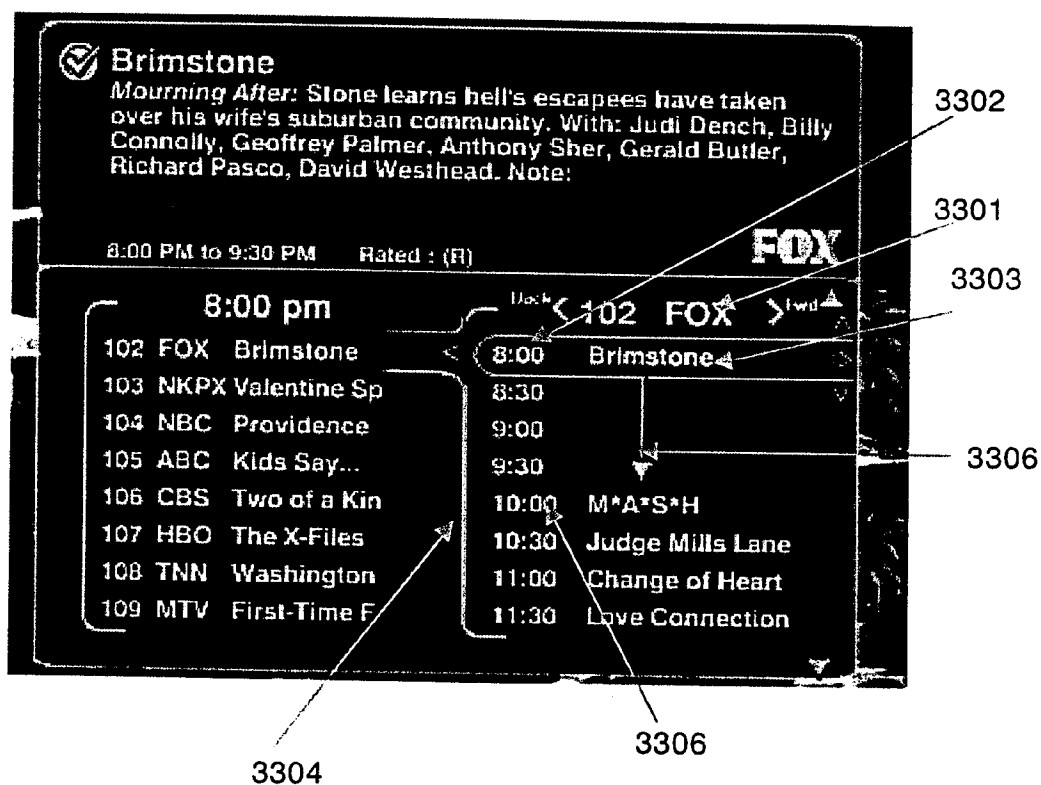 Brimstone
Mourning After: Stone learns hell's escapees have taken
over his wife's suburban community. With: Judi Dench, Billy
Connolly, Geoffrey Palmer, Anthony Sher, Gerald Butler,
Richard Pasco, David Westhead. Note:
8:00 PM to 9:30 PM Rated : (R)
FOX
8:00 pm
102 FOX Brimstone
103 NKPX Valentine Sp
104 NBC Providence
105 ABC Kids Say...
106 CBS Two of a Kin
107 HBO The X-Files
108 TNN Washington
109 MTV First-Time F
Back < 102 FOX > Fwd
8:00 Brimstone
8:30
9:00
9:30
10:00 M*A*S*H
10:30 Judge Mills Lane
11:00 Change of Heart
11:30 Love Connection
3302
3301
3303
3306
3306
3304